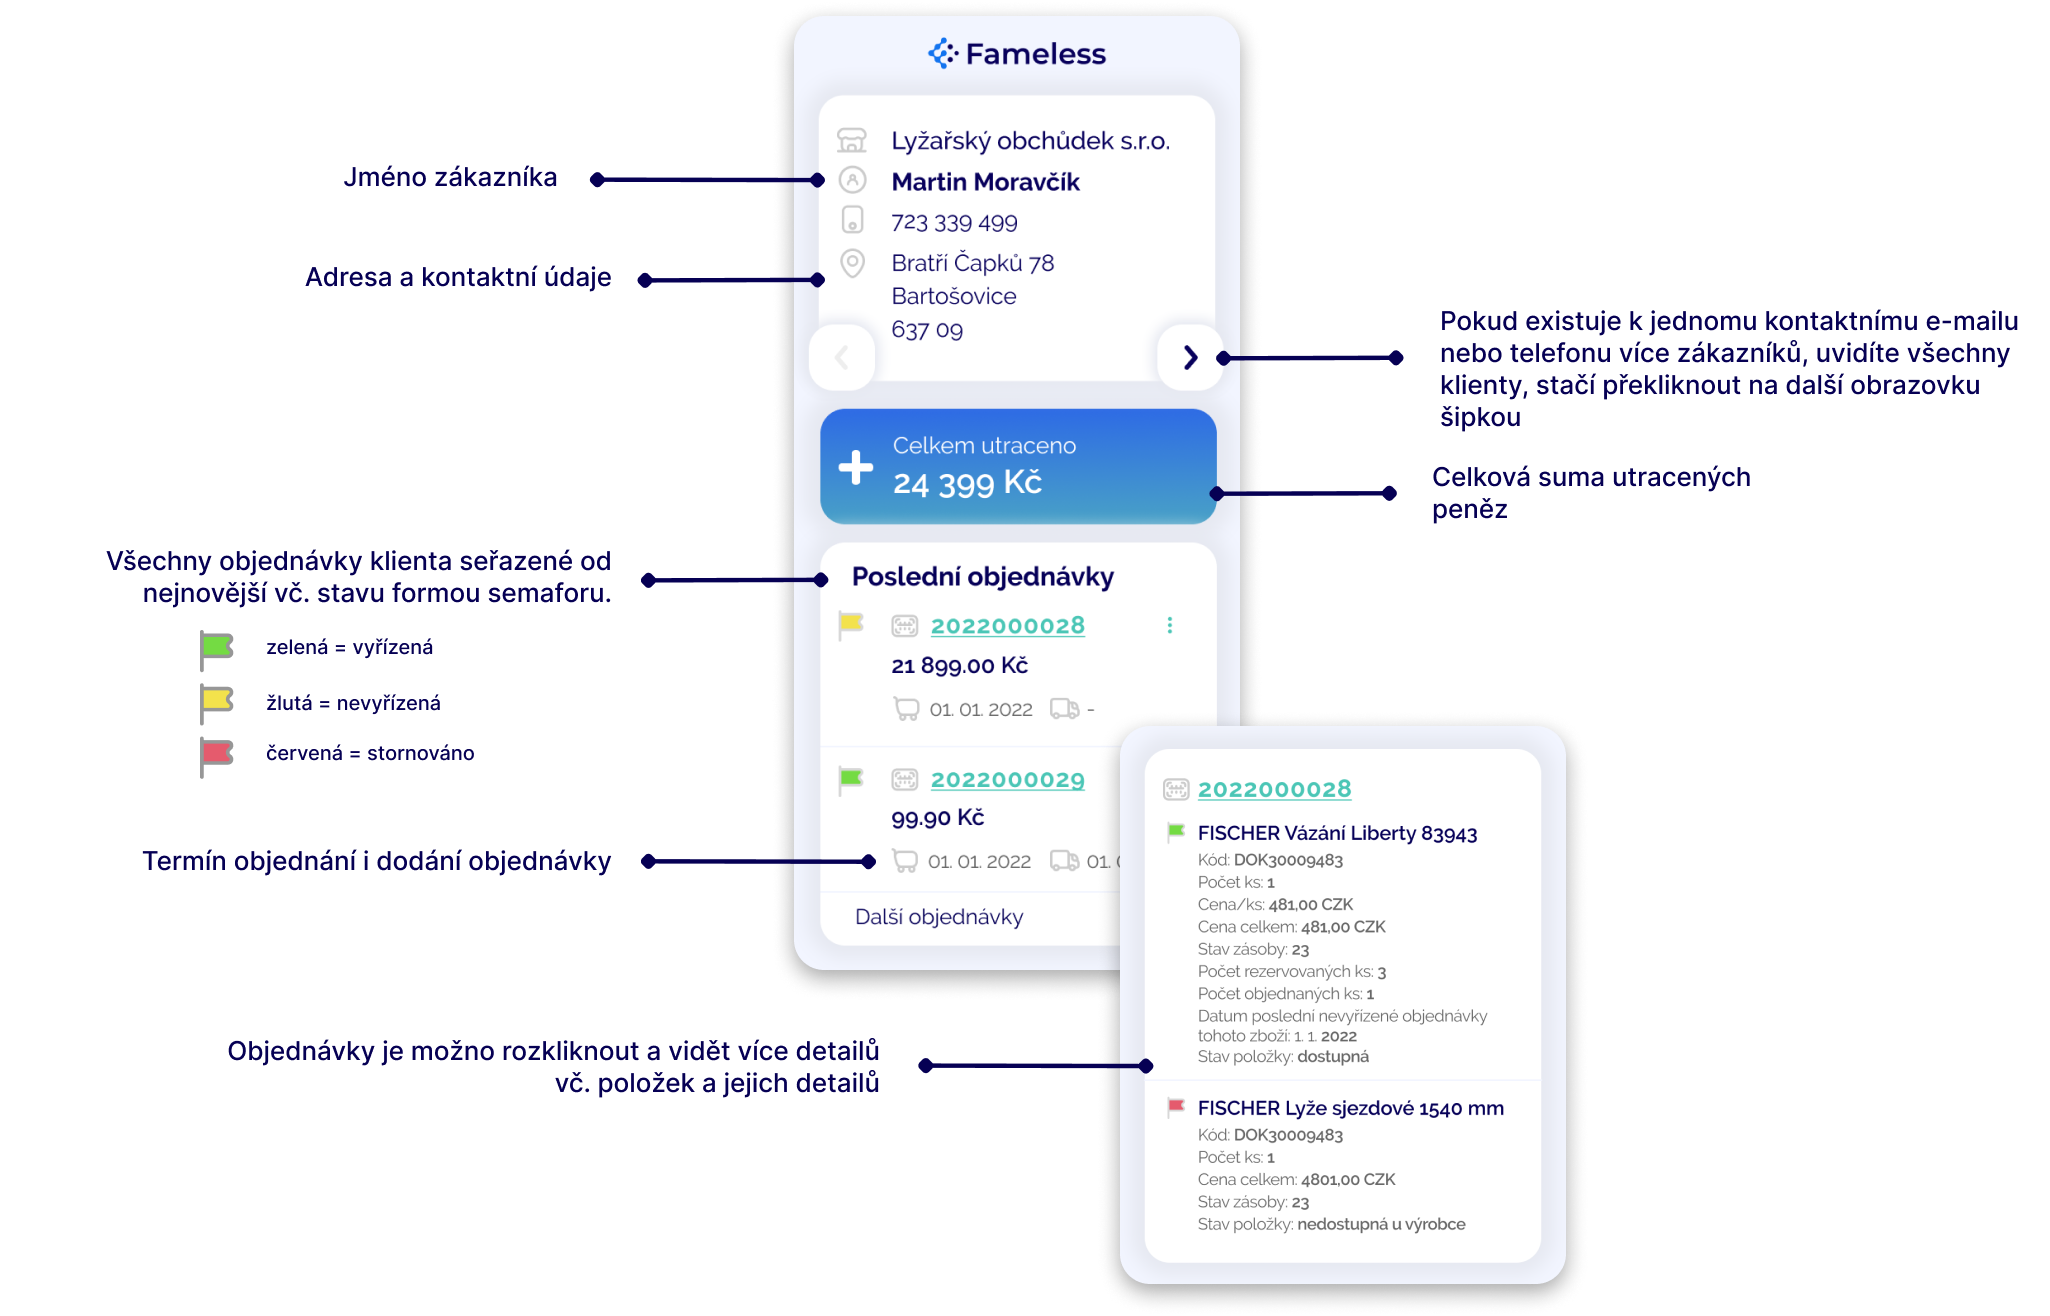 Fameless
Lyžařský obchůdek s.r.o.
Jméno zákazníka
Martin Moravčík
723 339 499
Adresa a kontaktní údaje
Bratří Čapků 78
Bartošovice
637 09
Pokud existuje k jednomu kontaktnímu e-mailu
nebo telefonu více zákazníků, uvidíte všechny
klienty, stačí překliknout na další obrazovku
šipkou
Celkem utraceno
24 399 Kč
Celková suma utracených
peněz
Všechny objednávky klienta seřazené od
nejnovější vč. stavu formou semaforu.
zelená = vyřízená
žlutá = nevyřízená
červená = stornováno
Poslední objednávky
2022000028
21 899.00 Kč
01. 01. 2022 -
2022000029
99.90 Kč
Termín objednání i dodání objednávky
01. 01. 2022 01.
Další objednávky
Objednávky je možno rozkliknout a vidět více detailů
vč. položek a jejich detailů
2022000028
FISCHER Vázání Liberty 83943
Kód: DOK30009483
Počet ks: 1
Cena/ks: 481,00 CZK
Cena celkem: 481,00 CZK
Stav zásoby: 23
Počet rezervovaných ks: 3
Počet objednaných ks: 1
Datum poslední nevyřízené objednávky
tohoto zboží: 1. 1. 2022
Stav položky: dostupná
FISCHER Lyže sjezdové 1540 mm
Kód: DOK30009483
Počet ks: 1
Cena celkem: 4801,00 CZK
Stav zásoby: 23
Stav položky: nedostupná u výrobce